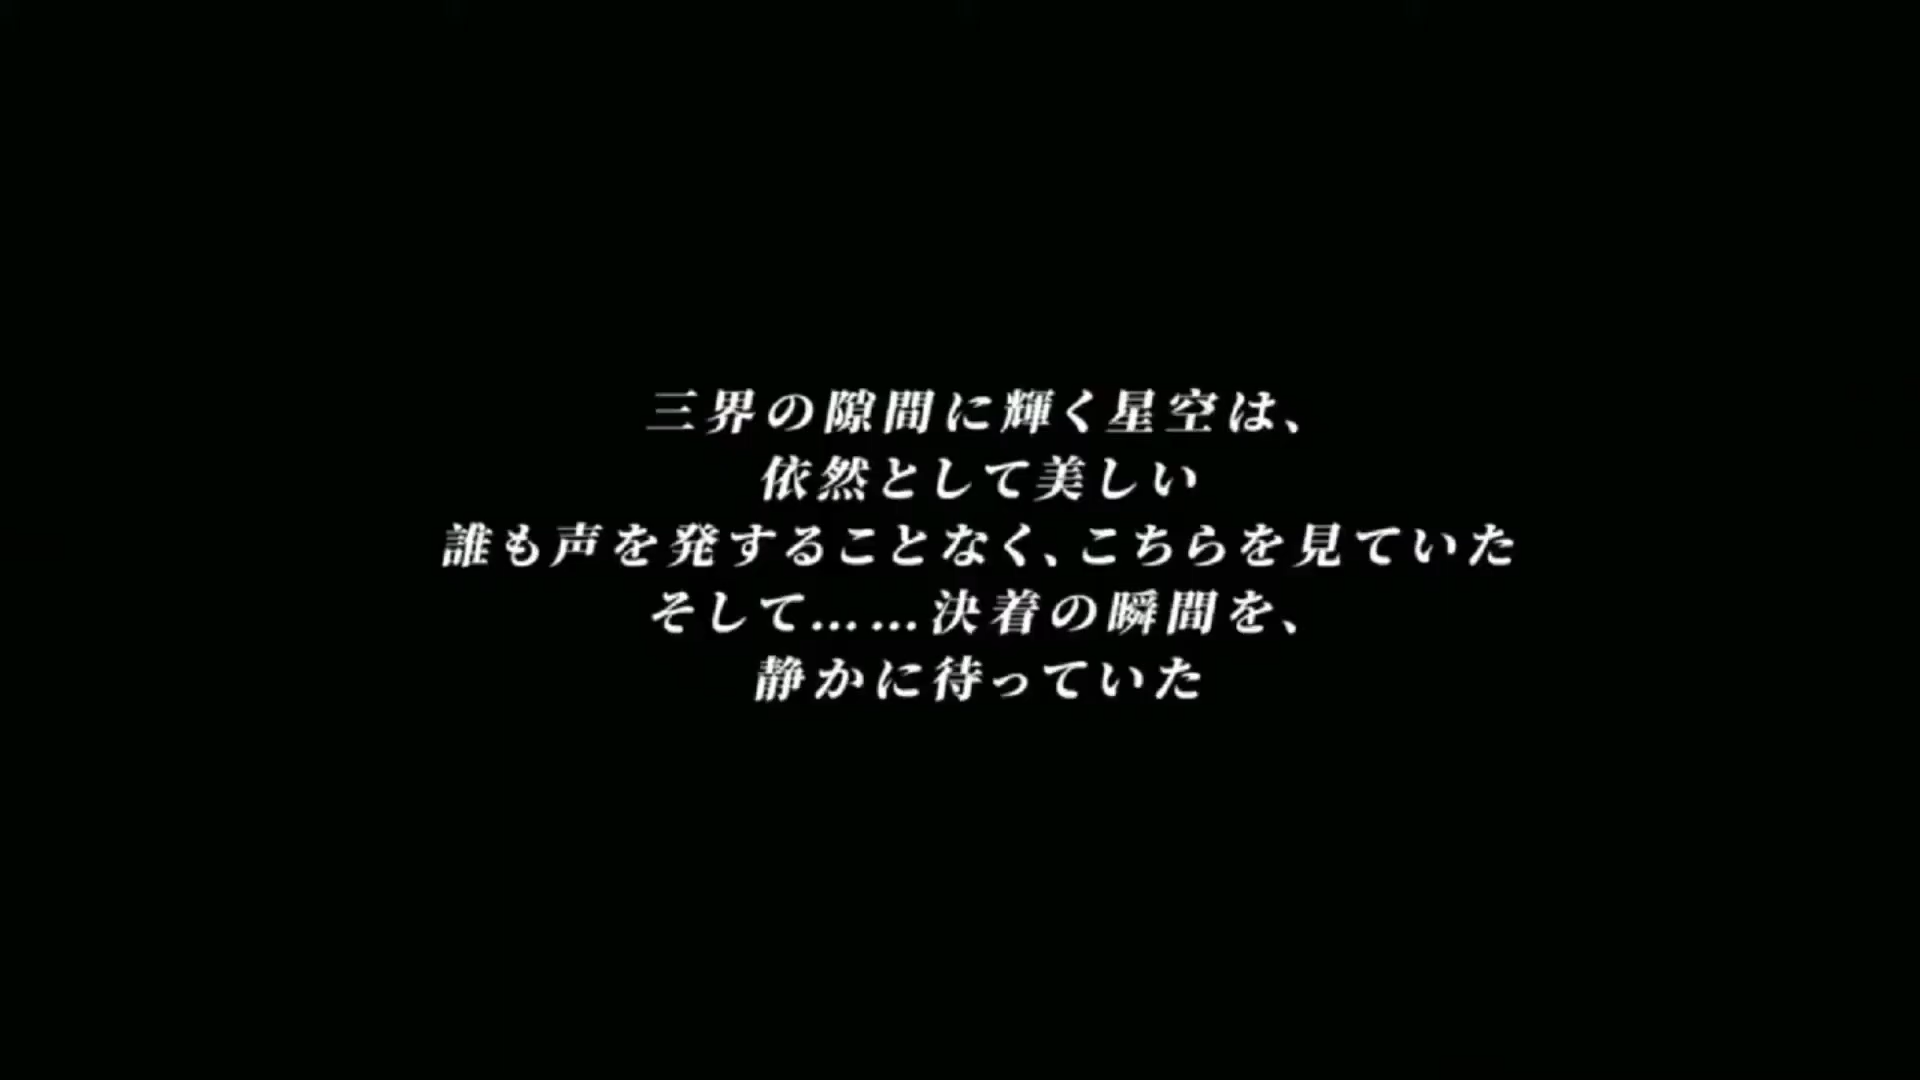 三界の隙間に輝く星空は、
依然として美しい
誰も声を発することなく、こちらを見ていた
そして……決着の瞬間を、
静かに待っていた